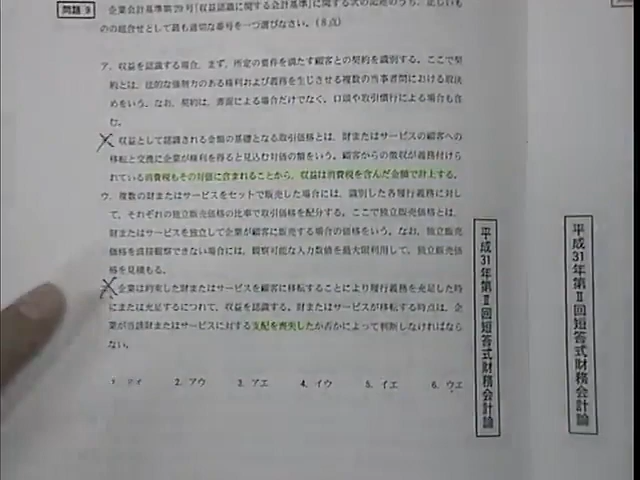 問題 9
企業会計基準第29号「収益認識に関する会計基準」に関する次の記述のうち、正しいも
のの組合せとして最も適切な番号を一つ選びなさい。（8点）
ア．収益を認識する場合、まず、所定の要件を満たす顧客との契約を識別する。ここで契
約とは、法的な強制力のある権利および義務を生じさせる複数の当事者間における取決
めをいう。なお、契約は、書面による場合だけでなく、口頭や取引慣行による場合も含
む。
収益として認識される金額の基礎となる取引価格とは、財またはサービスの顧客への
移転と交換に企業が権利を得ると見込む対価の額をいう。顧客からの徴収が義務付けら
れている消費税もその対価に含まれることから、収益は消費税を含んだ金額で計上する。
ウ．複数の財またはサービスをセットで販売した場合には、識別した各履行義務に対し
て、それぞれの独立販売価格の比率で取引価格を配分する。ここで独立販売価格とは、
財またはサービスを独立して企業が顧客に販売する場合の価格をいう。なお、独立販売
価格を直接観察できない場合には、観察可能な入力数値を最大限利用して、独立販売価
格を見積もる。
企業は約束した財またはサービスを顧客に移転することにより履行義務を充足した時
にまたは充足するにつれて、収益を認識する。財またはサービスが移転する時点は、企
業が当該財またはサービスに対する支配を喪失したか否かによって判断しなければなら
ない。
1. アイ 2. アウ 3. アエ 4. イウ 5. イエ 6. ウエ
平成31年第Ⅱ回短答式財務会計論
平成31年第Ⅱ回短答式財務会計論